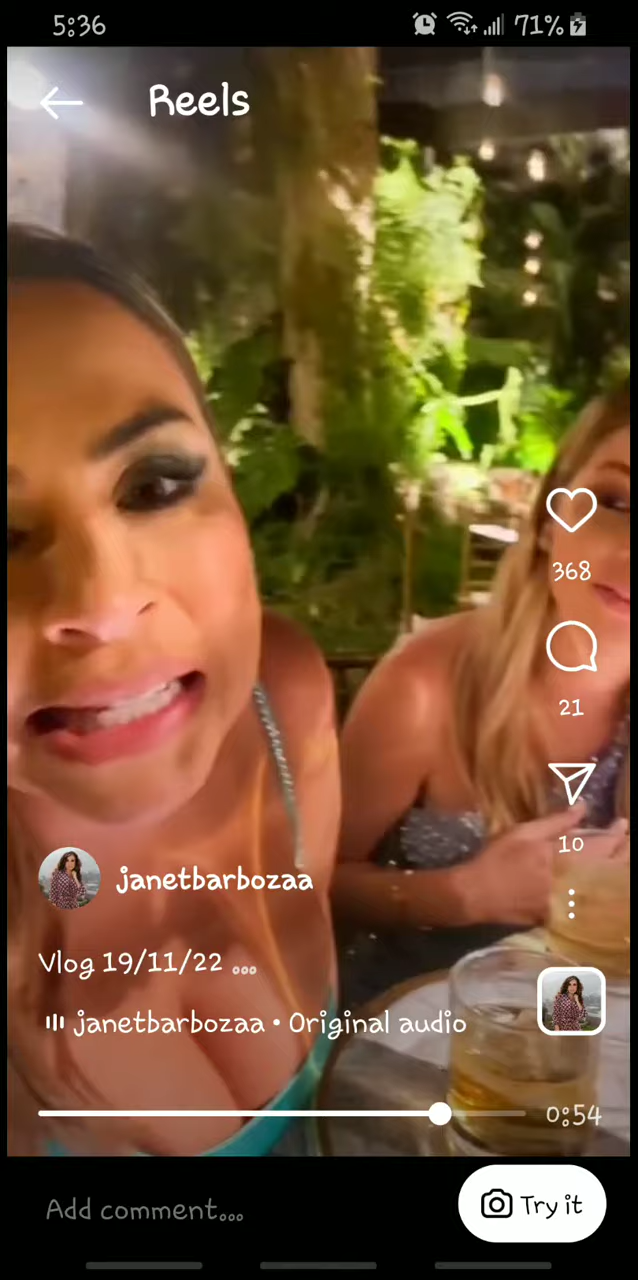 5:36 71%
Reels
368
21
10
janetbarbozaa
Vlog 19/11/22 ...
janetbarbozaa • Original audio
0:54
Add comment...
Try it